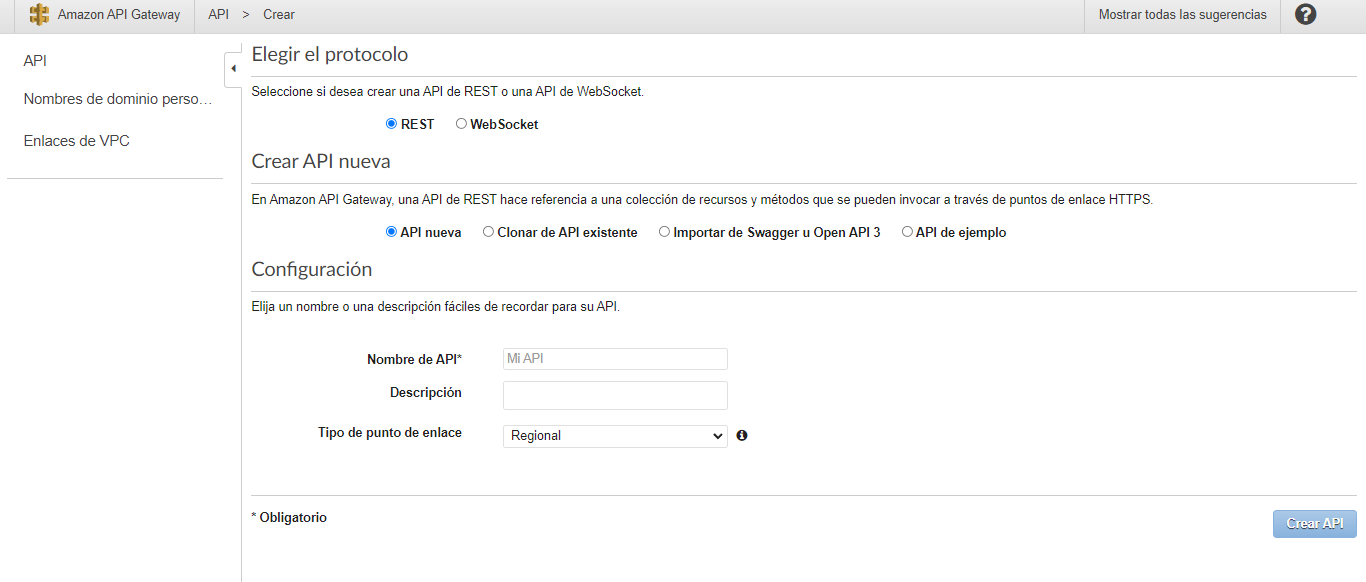 Amazon API Gateway API > Crear Mostrar todas las sugerencias ?
API
Nombres de dominio perso...
Enlaces de VPC
Elegir el protocolo
Seleccione si desea crear una API de REST o una API de WebSocket.
REST WebSocket
Crear API nueva
En Amazon API Gateway, una API de REST hace referencia a una colección de recursos y métodos que se pueden invocar a través de puntos de enlace HTTPS.
API nueva Clonar de API existente Importar de Swagger u Open API 3 API de ejemplo
Configuración
Elija un nombre o una descripción fáciles de recordar para su API.
Nombre de API* Mi API
Descripción
Tipo de punto de enlace Regional
* Obligatorio
Crear API